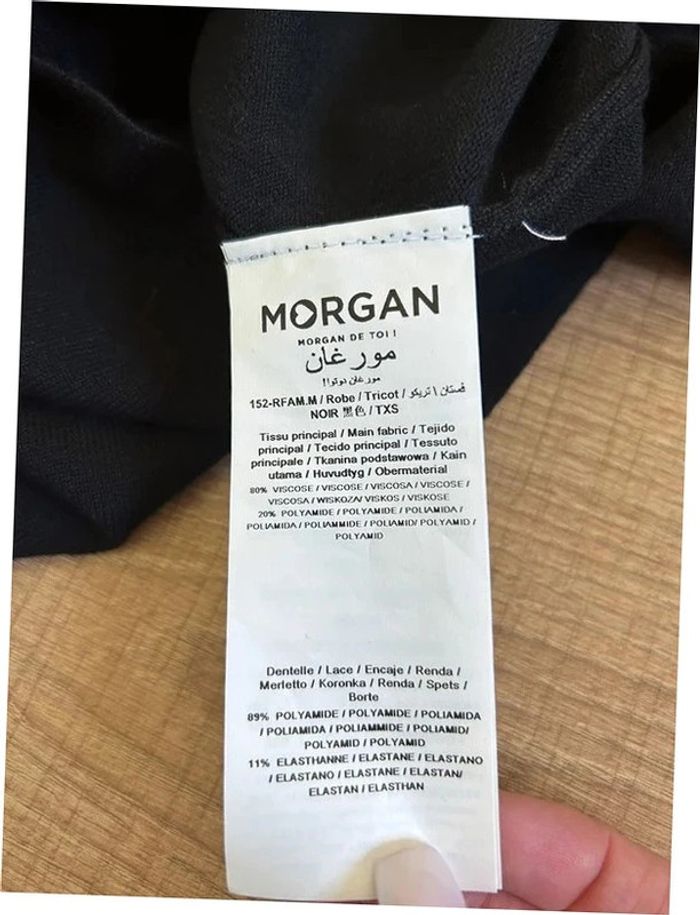 MORGAN
MORGAN DE TOI !
مورغان
مورغان دوتوا!
152-RFAM.M / Robe / Tricot / فستان \ تريكو
NOIR 黑色 / TXS
Tissu principal / Main fabric / Tejido
principal / Tecido principal / Tessuto
principale / Tkanina podstawowa / Kain
utama / Huvudtyg / Obermaterial
80% VISCOSE / VISCOSE / VISCOSA / VISCOSE /
VISCOSA / WISKOZA/ VISKOS / VISKOSE
20% POLYAMIDE / POLYAMIDE / POLIAMIDA /
POLIAMIDA / POLIAMMIDE / POLIAMID/ POLYAMID /
POLYAMID
Dentelle / Lace / Encaje / Renda /
Merletto / Koronka / Renda / Spets /
Borte
89% POLYAMIDE / POLYAMIDE / POLIAMIDA
/ POLIAMIDA / POLIAMMIDE / POLIAMID/
POLYAMID / POLYAMID
11% ELASTHANNE / ELASTANE / ELASTANO
/ ELASTANO / ELASTANE / ELASTAN/
ELASTAN / ELASTHAN